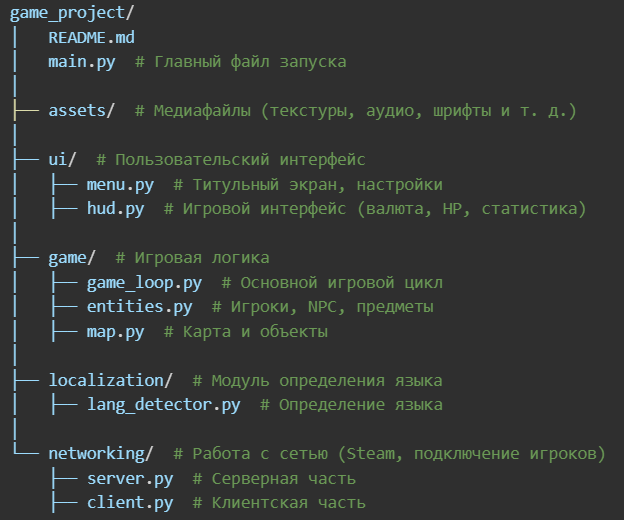 game_project/
│   README.md
│   main.py  # Главный файл запуска
│
├── assets/  # Медиафайлы (текстуры, аудио, шрифты и т. д.)
│
├── ui/  # Пользовательский интерфейс
│   ├── menu.py  # Титульный экран, настройки
│   ├── hud.py  # Игровой интерфейс (валюта, HP, статистика)
│
├── game/  # Игровая логика
│   ├── game_loop.py  # Основной игровой цикл
│   ├── entities.py  # Игроки, NPC, предметы
│   ├── map.py  # Карта и объекты
│
├── localization/  # Модуль определения языка
│   ├── lang_detector.py  # Определение языка
│
└── networking/  # Работа с сетью (Steam, подключение игроков)
    ├── server.py  # Серверная часть
    ├── client.py  # Клиентская часть